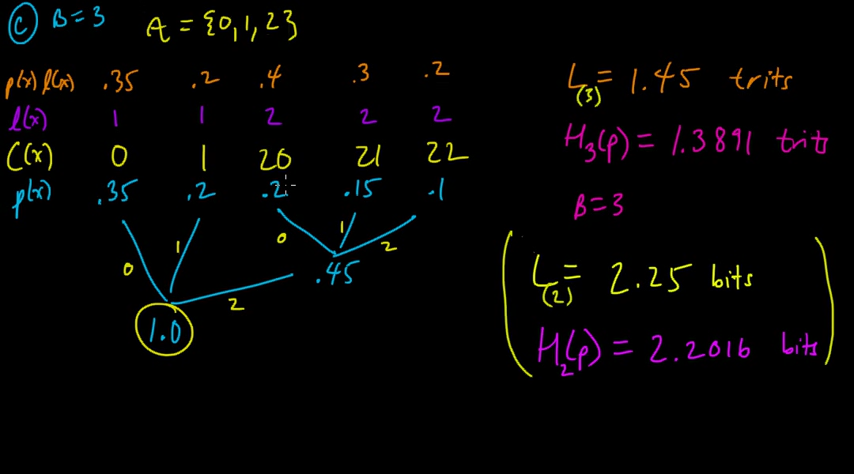 (c) B=3 A = {0,1,2}
p(x) l(x) .35 .2 .4 .3 .2
l(x) 1 1 2 2 2
C(x) 0 1 20 21 22
p(x) .35 .2 .2 .15 .1
0 1 0 1 2
.45
2
1.0
L(3) = 1.45 trits
H₃(p) = 1.3891 trits
B=3
L(2) = 2.25 bits
H₂(p) = 2.2016 bits